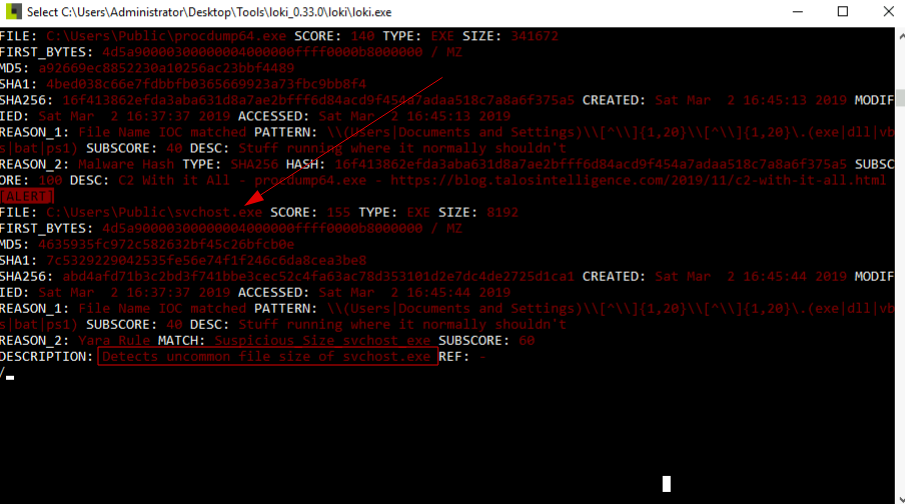 Select C:\Users\Administrator\Desktop\Tools\loki_0.33.0\loki\loki.exe
FILE: C:\Users\Public\procdump64.exe SCORE: 140 TYPE: EXE SIZE: 341672
FIRST_BYTES: 4d5a90000300000004000000ffff0000b8000000 / MZ
MD5: a92669ec8852230a10256ac23bbf4489
SHA1: 4bed038c66e7fdbbfb0365669923a73fbc9bb8f4
SHA256: 16f413862efda3aba631d8a7ae2bfff6d84acd9f454a7adaa518c7a8a6f375a5 CREATED: Sat Mar  2 16:45:13 2019 MODIF
IED: Sat Mar  2 16:37:37 2019 ACCESSED: Sat Mar  2 16:45:13 2019
REASON_1: File Name IOC matched PATTERN: \\(Users|Documents and Settings)\\[^\\]{1,20}\\[^\\]{1,20}\.(exe|dll|vb
s|bat|ps1) SUBSCORE: 40 DESC: Stuff running where it normally shouldn't
REASON_2: Malware Hash TYPE: SHA256 HASH: 16f413862efda3aba631d8a7ae2bfff6d84acd9f454a7adaa518c7a8a6f375a5 SUBSC
ORE: 100 DESC: C2 With it All - procdump64.exe - https://blog.talosintelligence.com/2019/11/c2-with-it-all.html
[ALERT]
FILE: C:\Users\Public\svchost.exe SCORE: 155 TYPE: EXE SIZE: 8192
FIRST_BYTES: 4d5a90000300000004000000ffff0000b8000000 / MZ
MD5: 4635935fc972c582632bf45c26bfcb0e
SHA1: 7c5329229042535fe56e74f1f246c6da8cea3be8
SHA256: abd4afd71b3c2bd3f741bbe3cec52c4fa63ac78d353101d2e7dc4de2725d1ca1 CREATED: Sat Mar  2 16:45:44 2019 MODIF
IED: Sat Mar  2 16:37:37 2019 ACCESSED: Sat Mar  2 16:45:44 2019
REASON_1: File Name IOC matched PATTERN: \\(Users|Documents and Settings)\\[^\\]{1,20}\\[^\\]{1,20}\.(exe|dll|vb
s|bat|ps1) SUBSCORE: 40 DESC: Stuff running where it normally shouldn't
REASON_2: Yara Rule MATCH: Suspicious_Size_svchost_exe SUBSCORE: 60
DESCRIPTION: Detects uncommon file size of svchost.exe REF: -
/